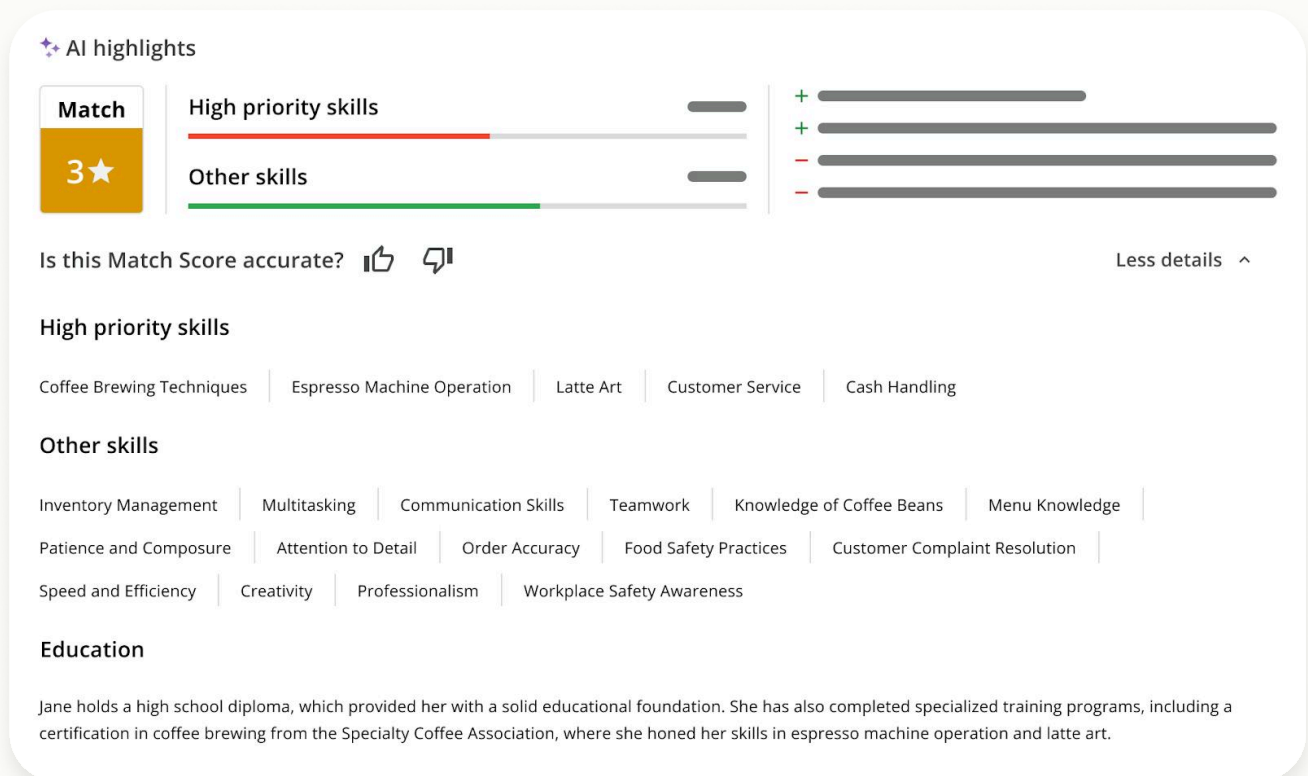 AI highlights
Match
3★
High priority skills
Other skills
+
+
−
−
Is this Match Score accurate?
Less details
High priority skills
Coffee Brewing Techniques | Espresso Machine Operation | Latte Art | Customer Service | Cash Handling
Other skills
Inventory Management | Multitasking | Communication Skills | Teamwork | Knowledge of Coffee Beans | Menu Knowledge |
Patience and Composure | Attention to Detail | Order Accuracy | Food Safety Practices | Customer Complaint Resolution |
Speed and Efficiency | Creativity | Professionalism | Workplace Safety Awareness
Education
Jane holds a high school diploma, which provided her with a solid educational foundation. She has also completed specialized training programs, including a
certification in coffee brewing from the Specialty Coffee Association, where she honed her skills in espresso machine operation and latte art.